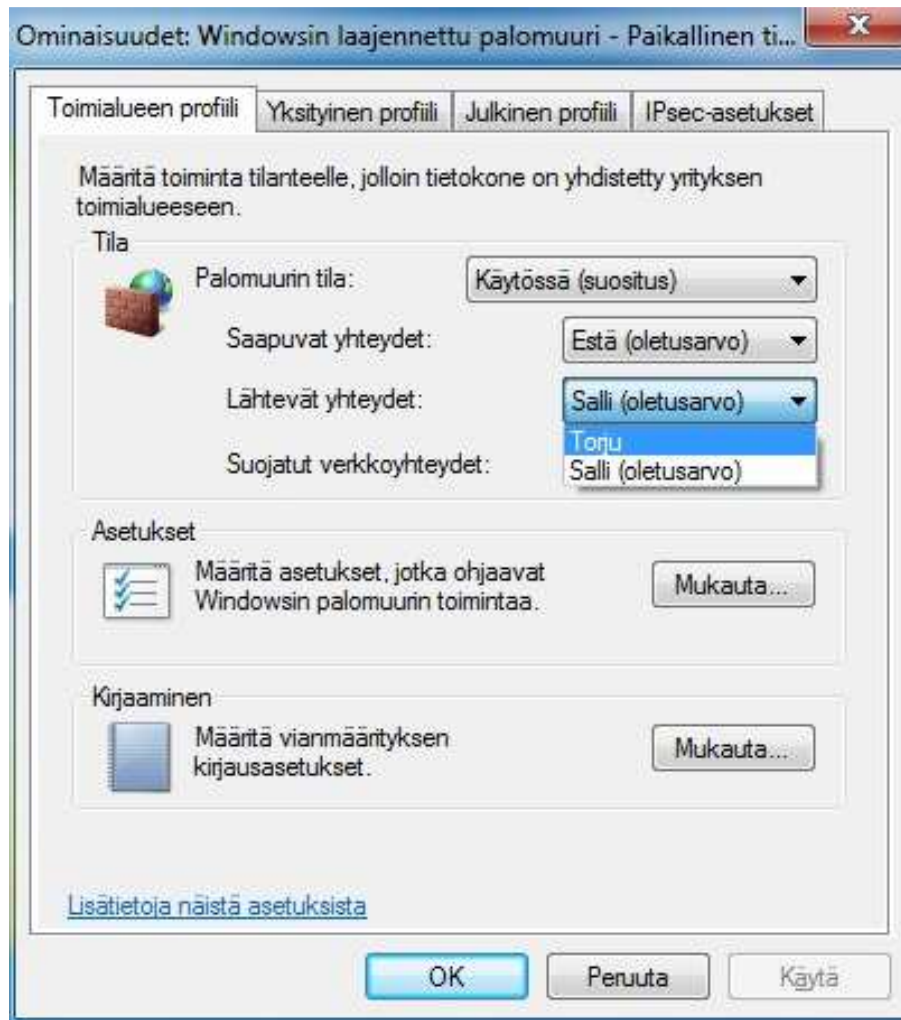 Ominaisuudet: Windowsin laajennettu palomuuri - Paikallinen ti...
Toimialueen profiili Yksityinen profiili Julkinen profiili IPsec-asetukset
Määritä toiminta tilanteelle, jolloin tietokone on yhdistetty yrityksen
toimialueeseen.
Tila
Palomuurin tila: Käytössä (suositus)
Saapuvat yhteydet: Estä (oletusarvo)
Lähtevät yhteydet: Salli (oletusarvo)
Torju
Suojatut verkkoyhteydet: Salli (oletusarvo)
Asetukset
Määritä asetukset, jotka ohjaavat
Windowsin palomuurin toimintaa.
Mukauta...
Kirjaaminen
Määritä vianmäärityksen
kirjausasetukset.
Mukauta...
Lisätietoja näistä asetuksista
OK Peruuta Käytä